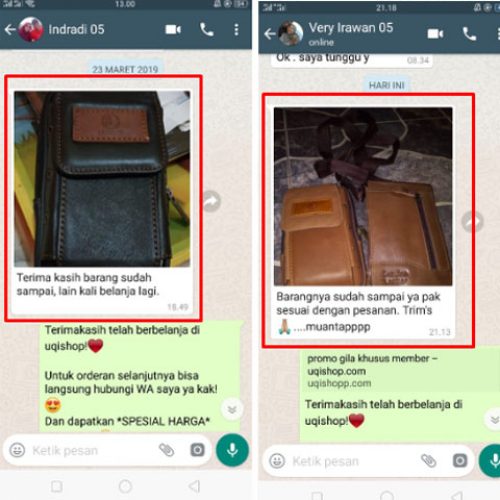 13.00
Indradi 05
23 MARET 2019
Terima kasih barang sudah
sampai, lain kali belanja lagi.
18.49
Terimakasih telah berbelanja di
uqishop!❤️
Untuk orderan selanjutnya bisa
langsung hubungi WA saya ya kak!
😍
Dan dapatkan *SPESIAL HARGA*
Ketik pesan
21.18
Very Irawan 05
online
Ok . saya tunggu y
08.34
HARI INI
Barangnya sudah sampai ya pak
sesuai dengan pesanan. Trim's
🙏🏼....muantapppp
21.13
promo gila khusus member –
uqishop.com
uqishopp.com
Terimakasih telah berbelanja di
uqishop!❤️
Ketik pesan